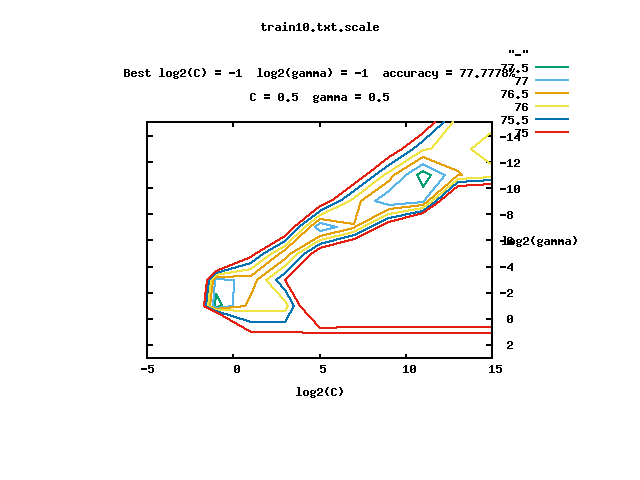 train10.txt.scale
"-"
Best log2(C) = -1  log2(gamma) = -1  accuracy = 77.7778%
77.5
77
C = 0.5  gamma = 0.5
76.5
76
75.5
75
-14
-12
-10
-8
-6
log2(gamma)
-4
-2
0
2
-5 0 5 10 15
log2(C)